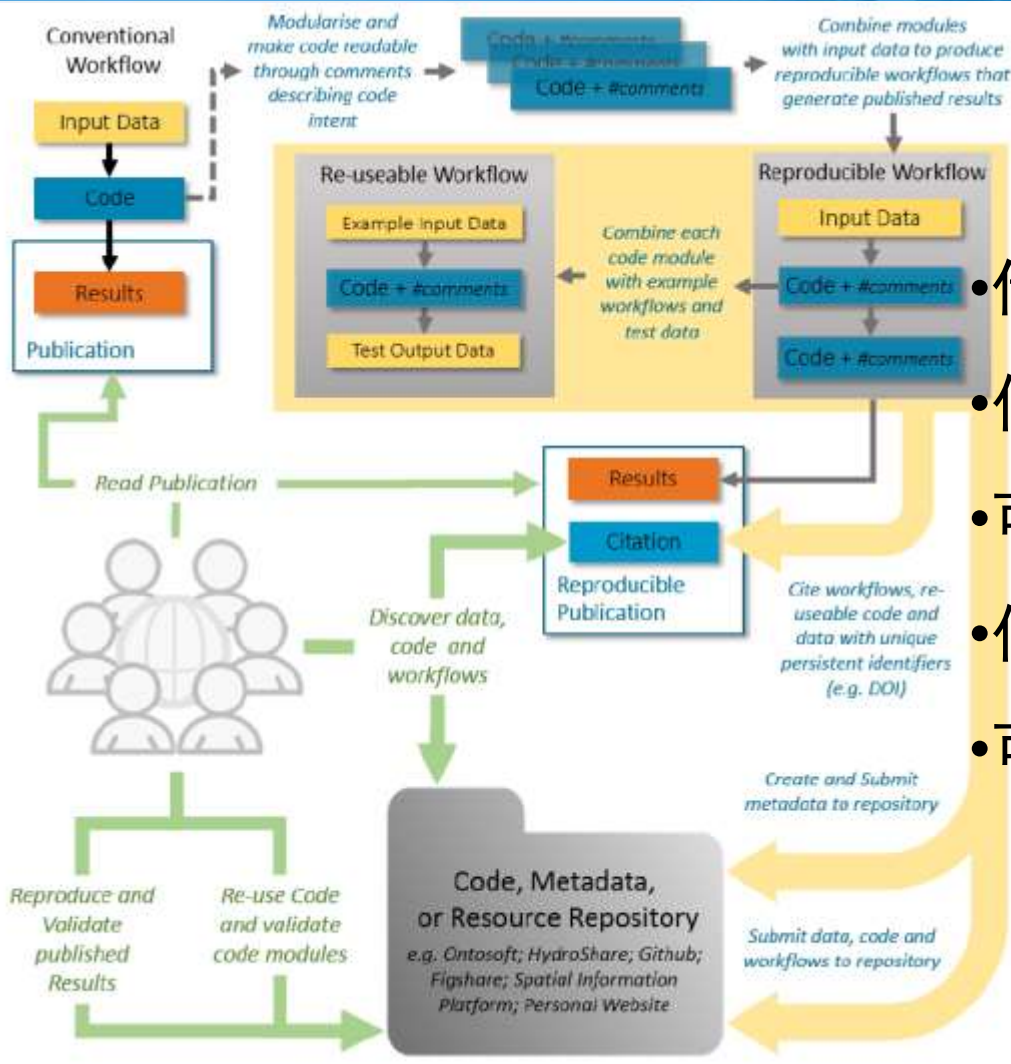 Conventional
Workflow
Input Data
Code
Results
Publication
Modularise and
make code readable
through comments
describing code
intent
Code + #comments
Code + #comments
Code + #comments
Combine modules
with input data to produce
reproducible workflows that
generate published results
Re-useable Workflow
Example Input Data
Code + #comments
Test Output Data
Combine each
code module
with example
workflows and
test data
Reproducible Workflow
Input Data
Code + #comments
Code + #comments
Read Publication
Results
Citation
Reproducible
Publication
Discover data,
code and
workflows
Cite workflows, re-
useable code and
data with unique
persistent identifiers
(e.g. DOI)
Create and Submit
metadata to repository
Submit data, code and
workflows to repository
Reproduce and
Validate
published
Results
Re-use Code
and validate
code modules
Code, Metadata,
or Resource Repository
e.g. Ontosoft; HydroShare; Github;
Figshare; Spatial Information
Platform; Personal Website